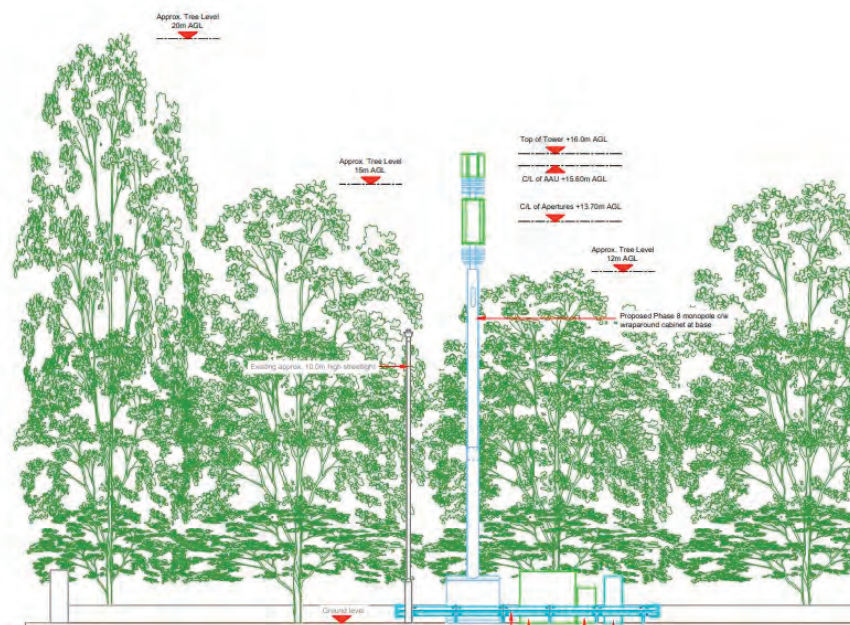 Approx. Tree Level
20m AGL
Top of Tower +16.0m AGL
Approx. Tree Level
15m AGL
C/L of AAU +15.60m AGL
C/L of Apertures +13.70m AGL
Approx. Tree Level
12m AGL
Proposed Phase 8 monopole c/w
wraparound cabinet at base
Existing approx. 10.0m high streetlight
Ground level